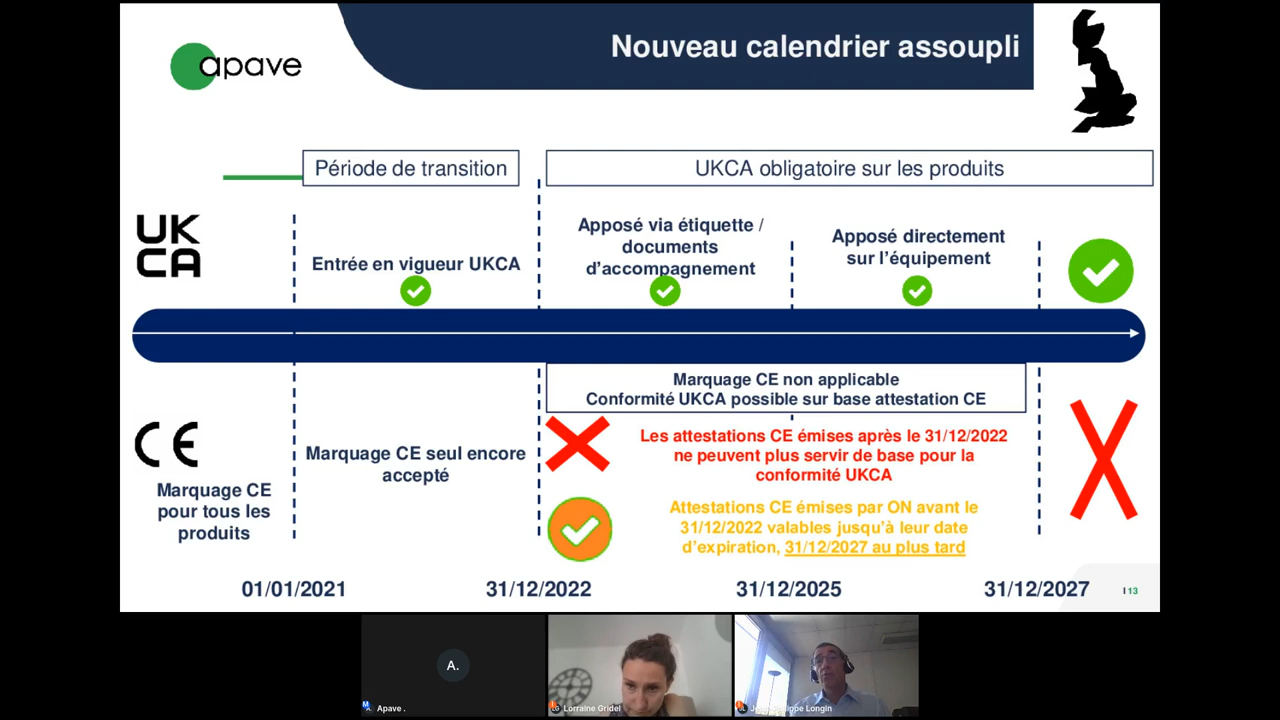 Nouveau calendrier assoupli
apave
Période de transition
UKCA obligatoire sur les produits
UK
CA
Entrée en vigueur UKCA
Apposé via étiquette /
documents
d'accompagnement
Apposé directement
sur l'équipement
Marquage CE non applicable
Conformité UKCA possible sur base attestation CE
CE
Marquage CE
pour tous les
produits
Marquage CE seul encore
accepté
Les attestations CE émises après le 31/12/2022
ne peuvent plus servir de base pour la
conformité UKCA
Attestations CE émises par ON avant le
31/12/2022 valables jusqu'à leur date
d'expiration, 31/12/2027 au plus tard
01/01/2021
31/12/2022
31/12/2025
31/12/2027
I 13
A.
Apave .
Lorraine Gridel
Longin